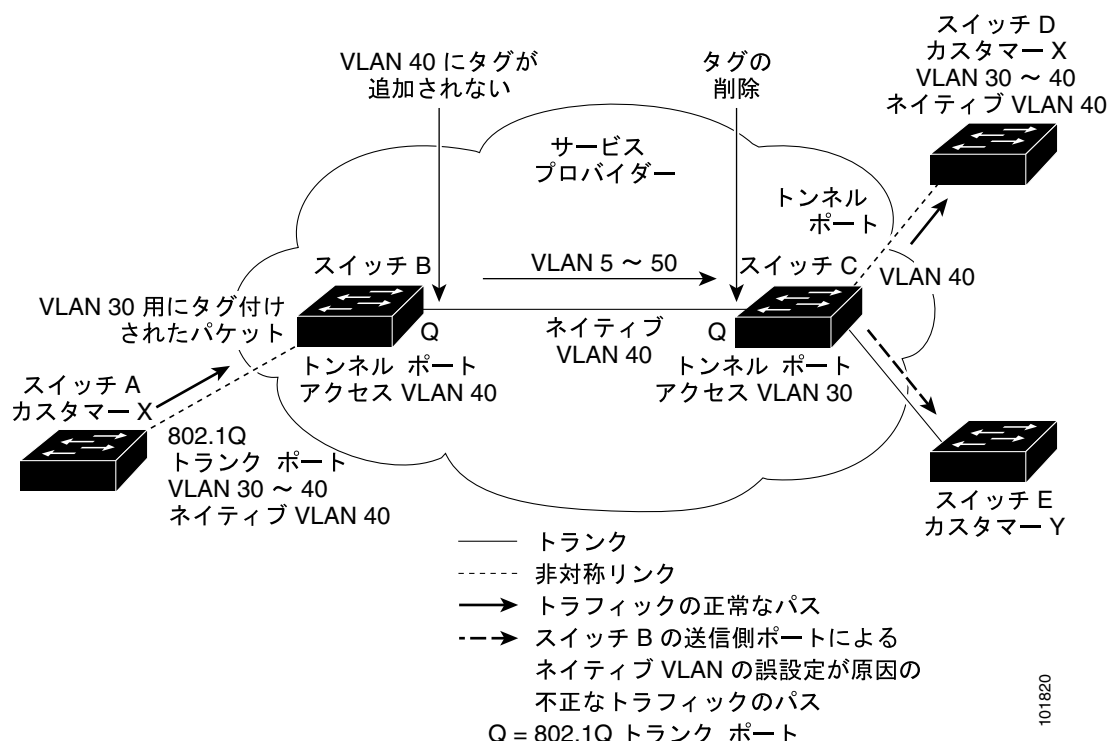 スイッチ D
カスタマー X
VLAN 30 ～ 40
ネイティブ VLAN 40
VLAN 40 にタグが
追加されない
タグの
削除
サービス
プロバイダー
トンネル
ポート
スイッチ B
VLAN 5 ～ 50
スイッチ C
VLAN 40
VLAN 30 用にタグ付け
されたパケット
Q
ネイティブ
VLAN 40
Q
トンネル ポート
アクセス VLAN 40
トンネル ポート
アクセス VLAN 30
スイッチ A
カスタマー X
802.1Q
トランク ポート
VLAN 30 ～ 40
ネイティブ VLAN 40
スイッチ E
カスタマー Y
トランク
非対称リンク
トラフィックの正常なパス
スイッチ B の送信側ポートによる
ネイティブ VLAN の誤設定が原因の
不正なトラフィックのパス
Q = 802.1Q トランク ポート
101820